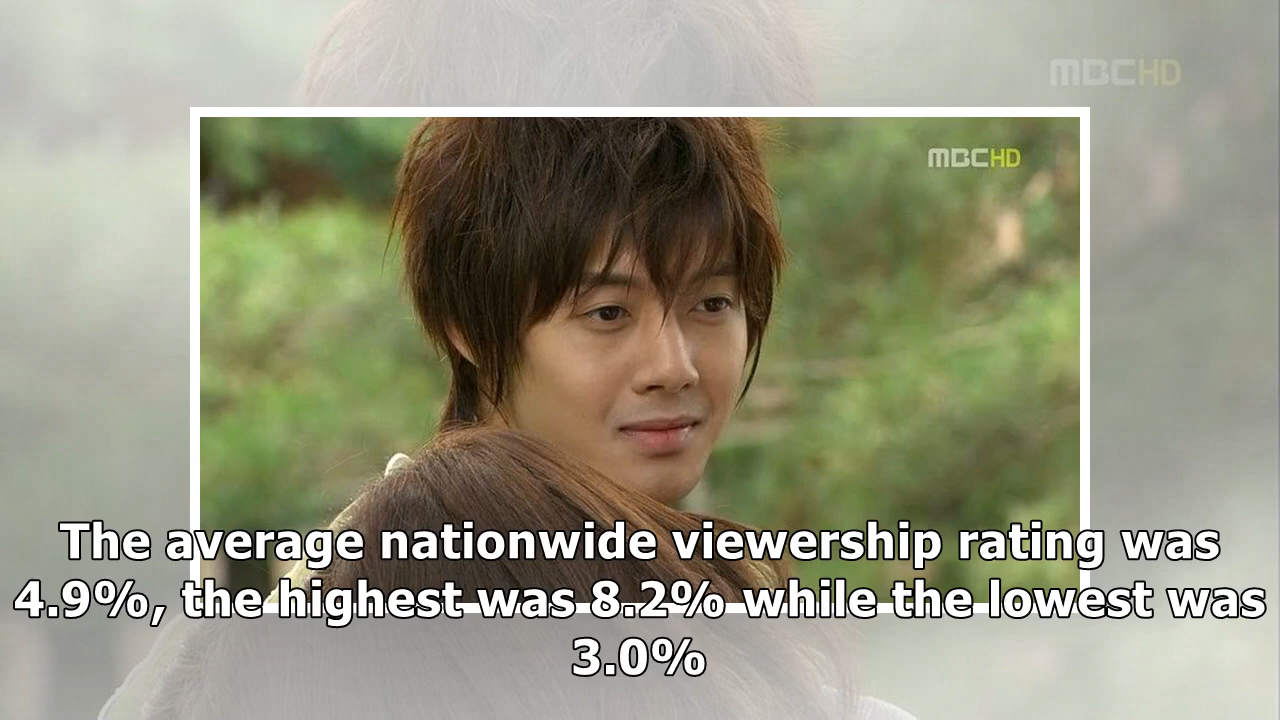 MBCHD
MBCHD
The average nationwide viewership rating was
4.9%, the highest was 8.2% while the lowest was
3.0%